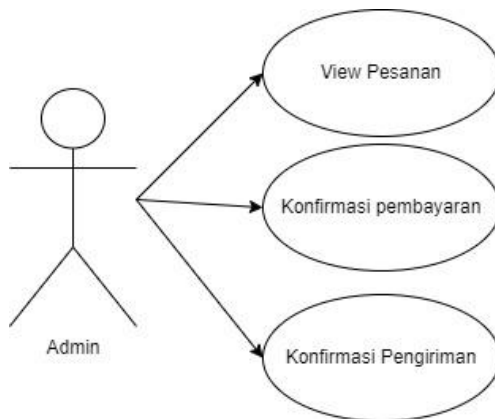 View Pesanan
Konfirmasi pembayaran
Admin
Konfirmasi Pengiriman